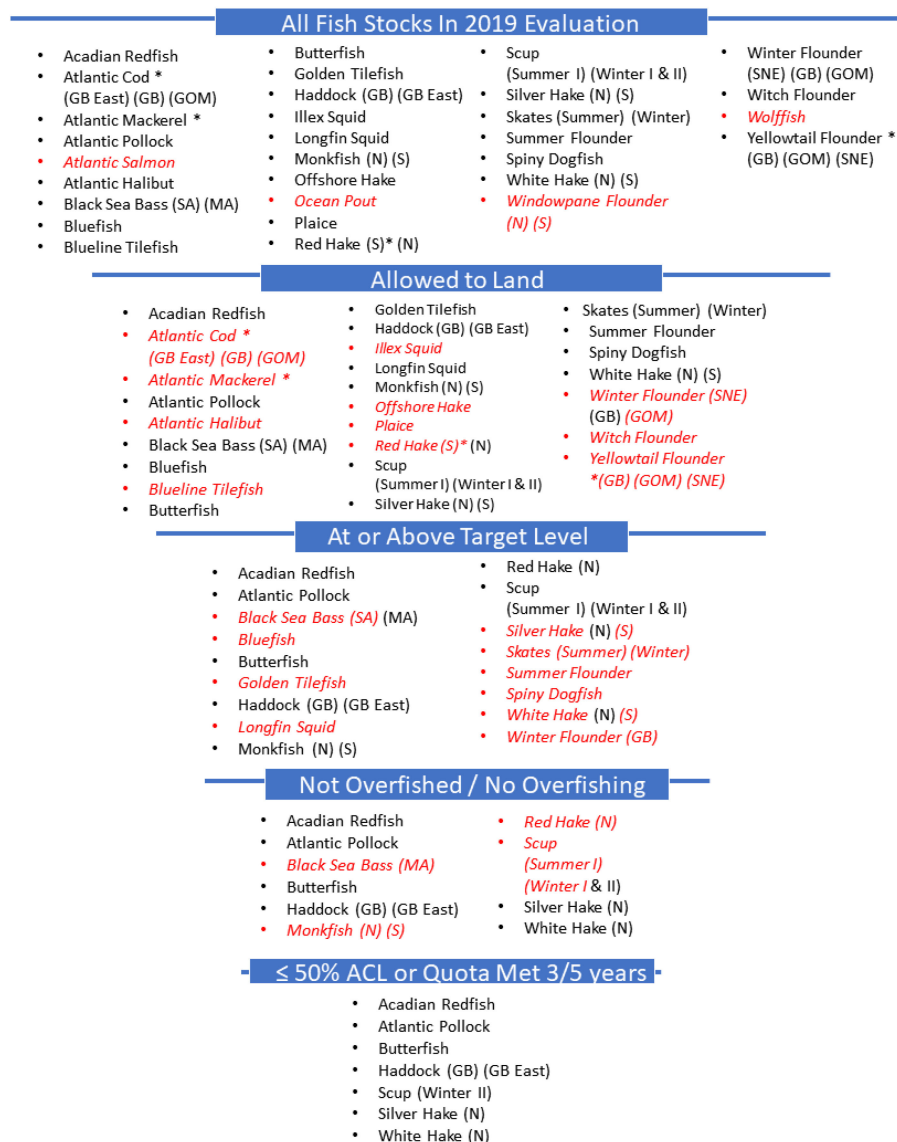 All Fish Stocks In 2019 Evaluation
• Acadian Redfish
• Atlantic Cod *
(GB East) (GB) (GOM)
• Atlantic Mackerel *
• Atlantic Pollock
• Atlantic Salmon
• Atlantic Halibut
• Black Sea Bass (SA) (MA)
• Bluefish
• Blueline Tilefish
• Butterfish
• Golden Tilefish
• Haddock (GB) (GB East)
• Illex Squid
• Longfin Squid
• Monkfish (N) (S)
• Offshore Hake
• Ocean Pout
• Plaice
• Red Hake (S)* (N)
• Scup
(Summer I) (Winter I & II)
• Silver Hake (N) (S)
• Skates (Summer) (Winter)
• Summer Flounder
• Spiny Dogfish
• White Hake (N) (S)
• Windowpane Flounder
(N) (S)
• Winter Flounder
(SNE) (GB) (GOM)
• Witch Flounder
• Wolffish
• Yellowtail Flounder *
(GB) (GOM) (SNE)
Allowed to Land
• Acadian Redfish
• Atlantic Cod *
(GB East) (GB) (GOM)
• Atlantic Mackerel *
• Atlantic Pollock
• Atlantic Halibut
• Black Sea Bass (SA) (MA)
• Bluefish
• Blueline Tilefish
• Butterfish
• Golden Tilefish
• Haddock (GB) (GB East)
• Illex Squid
• Longfin Squid
• Monkfish (N) (S)
• Offshore Hake
• Plaice
• Red Hake (S)* (N)
• Scup
(Summer I) (Winter I & II)
• Silver Hake (N) (S)
• Skates (Summer) (Winter)
• Summer Flounder
• Spiny Dogfish
• White Hake (N) (S)
• Winter Flounder (SNE)
(GB) (GOM)
• Witch Flounder
• Yellowtail Flounder
*(GB) (GOM) (SNE)
At or Above Target Level
• Acadian Redfish
• Atlantic Pollock
• Black Sea Bass (SA) (MA)
• Bluefish
• Butterfish
• Golden Tilefish
• Haddock (GB) (GB East)
• Longfin Squid
• Monkfish (N) (S)
• Red Hake (N)
• Scup
(Summer I) (Winter I & II)
• Silver Hake (N) (S)
• Skates (Summer) (Winter)
• Summer Flounder
• Spiny Dogfish
• White Hake (N) (S)
• Winter Flounder (GB)
Not Overfished / No Overfishing
• Acadian Redfish
• Atlantic Pollock
• Black Sea Bass (MA)
• Butterfish
• Haddock (GB) (GB East)
• Monkfish (N) (S)
• Red Hake (N)
• Scup
(Summer I)
(Winter I & II)
• Silver Hake (N)
• White Hake (N)
≤ 50% ACL or Quota Met 3/5 years
• Acadian Redfish
• Atlantic Pollock
• Butterfish
• Haddock (GB) (GB East)
• Scup (Winter II)
• Silver Hake (N)
• White Hake (N)